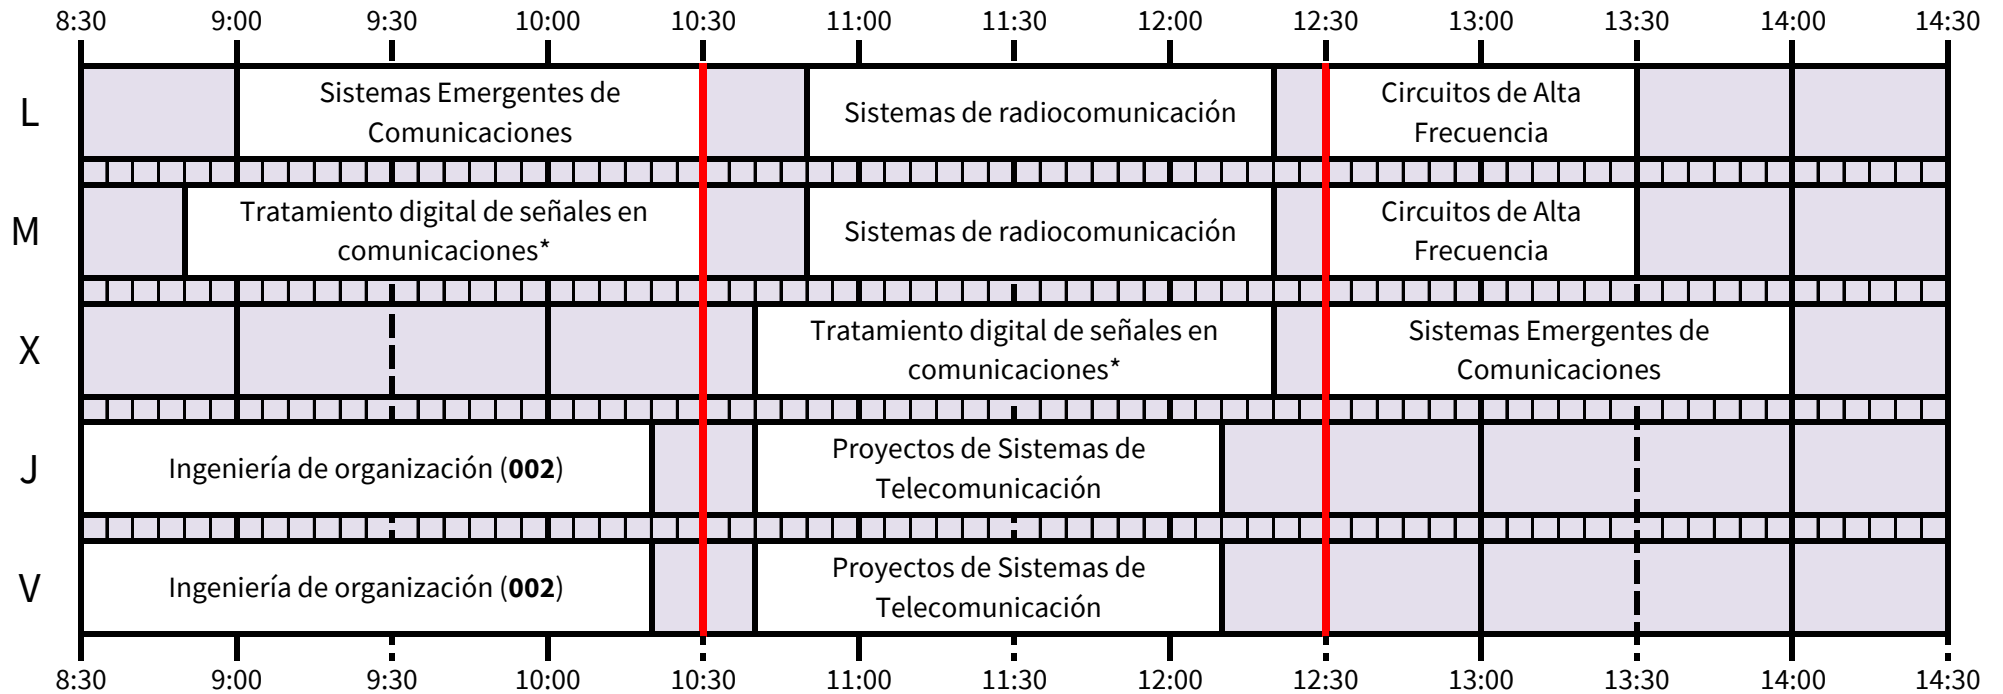 8:30 9:00 9:30 10:00 10:30 11:00 11:30 12:00 12:30 13:00 13:30 14:00 14:30
L
Sistemas Emergentes de
Comunicaciones
Sistemas de radiocomunicación
Circuitos de Alta
Frecuencia
M
Tratamiento digital de señales en
comunicaciones*
Sistemas de radiocomunicación
Circuitos de Alta
Frecuencia
X
Tratamiento digital de señales en
comunicaciones*
Sistemas Emergentes de
Comunicaciones
J
Ingeniería de organización (002)
Proyectos de Sistemas de
Telecomunicación
V
Ingeniería de organización (002)
Proyectos de Sistemas de
Telecomunicación
8:30 9:00 9:30 10:00 10:30 11:00 11:30 12:00 12:30 13:00 13:30 14:00 14:30